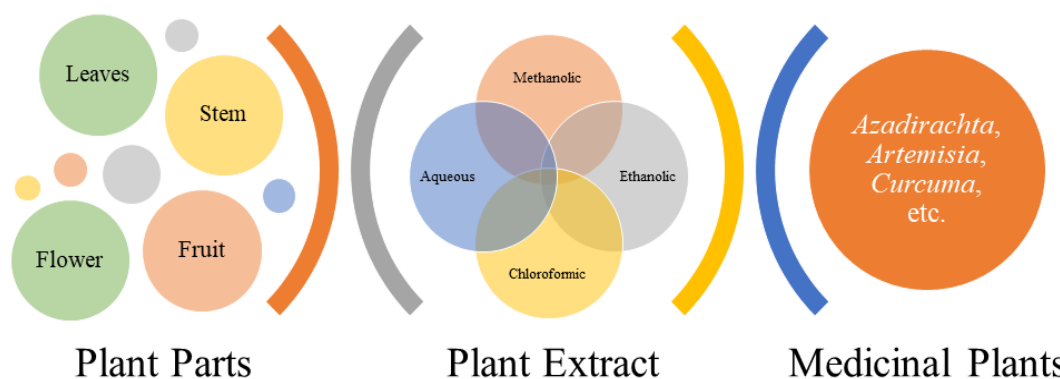 Leaves
Stem
Flower
Fruit
Plant Parts
Methanolic
Aqueous
Ethanolic
Chloroformic
Plant Extract
Azadirachta,
Artemisia,
Curcuma,
etc.
Medicinal Plants